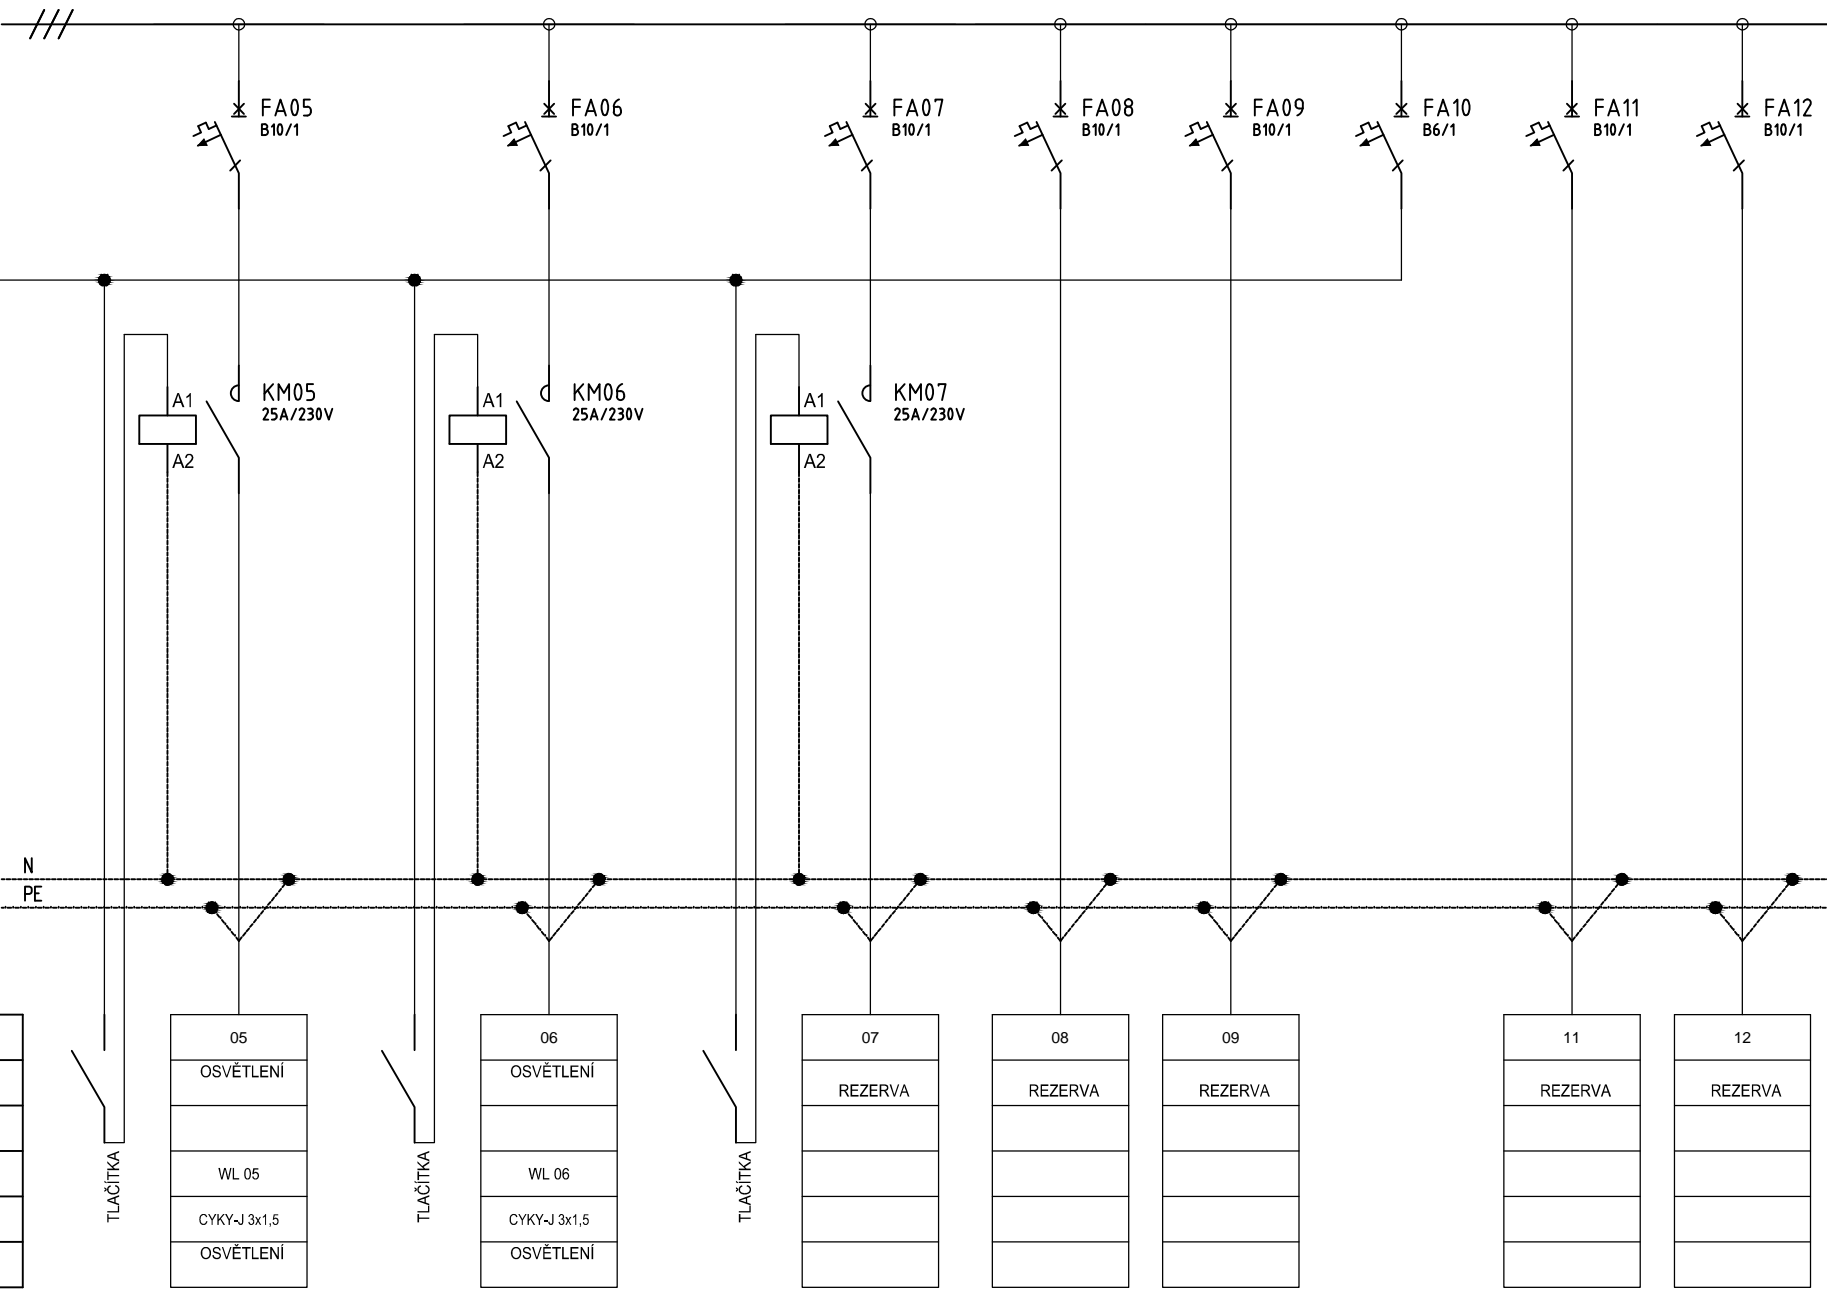 FA05
B10/1
FA06
B10/1
FA07
B10/1
FA08
B10/1
FA09
B10/1
FA10
B6/1
FA11
B10/1
FA12
B10/1
A1
A2
KM05
25A/230V
A1
A2
KM06
25A/230V
A1
A2
KM07
25A/230V
N
PE
TLAČÍTKA
05
OSVĚTLENÍ
WL 05
CYKY-J 3x1,5
OSVĚTLENÍ
TLAČÍTKA
06
OSVĚTLENÍ
WL 06
CYKY-J 3x1,5
OSVĚTLENÍ
TLAČÍTKA
07
REZERVA
08
REZERVA
09
REZERVA
11
REZERVA
12
REZERVA